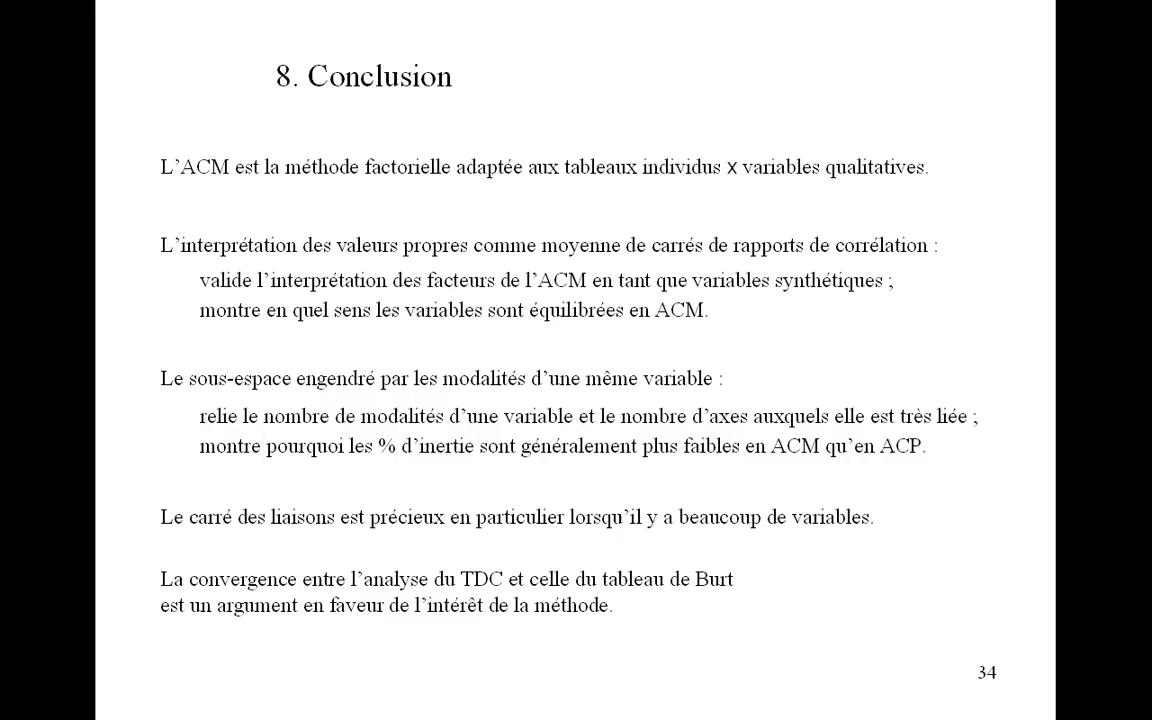 8. Conclusion
L’ACM est la méthode factorielle adaptée aux tableaux individus x variables qualitatives.
L’interprétation des valeurs propres comme moyenne de carrés de rapports de corrélation :
valide l’interprétation des facteurs de l’ACM en tant que variables synthétiques ;
montre en quel sens les variables sont équilibrées en ACM.
Le sous-espace engendré par les modalités d’une même variable :
relie le nombre de modalités d’une variable et le nombre d’axes auxquels elle est très liée ;
montre pourquoi les % d’inertie sont généralement plus faibles en ACM qu’en ACP.
Le carré des liaisons est précieux en particulier lorsqu’il y a beaucoup de variables.
La convergence entre l’analyse du TDC et celle du tableau de Burt
est un argument en faveur de l’intérêt de la méthode.
34